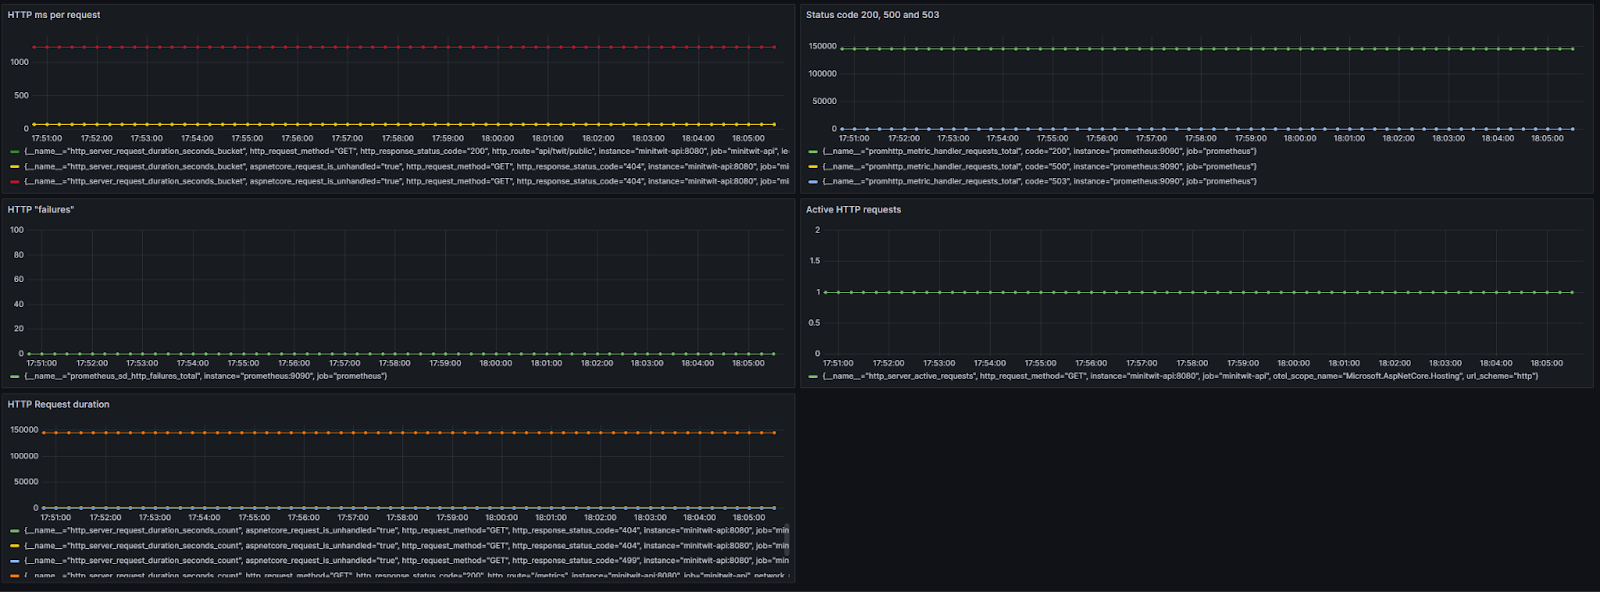 HTTP ms per request
1000
500
0
17:51:00 17:52:00 17:53:00 17:54:00 17:55:00 17:56:00 17:57:00 17:58:00 17:59:00 18:00:00 18:01:00 18:02:00 18:03:00 18:04:00 18:05:00
{__name__="http_server_request_duration_seconds_bucket", http_request_method="GET", http_response_status_code="200", http_route="api/twit/public", instance="minitwit-api:8080", job="minitwit-api", le
{__name__="http_server_request_duration_seconds_bucket", aspnetcore_request_is_unhandled="true", http_request_method="GET", http_response_status_code="404", instance="minitwit-api:8080", job="mi
{__name__="http_server_request_duration_seconds_bucket", aspnetcore_request_is_unhandled="true", http_request_method="GET", http_response_status_code="404", instance="minitwit-api:8080", job="mi
Status code 200, 500 and 503
150000
100000
50000
0
17:51:00 17:52:00 17:53:00 17:54:00 17:55:00 17:56:00 17:57:00 17:58:00 17:59:00 18:00:00 18:01:00 18:02:00 18:03:00 18:04:00 18:05:00
{__name__="promhttp_metric_handler_requests_total", code="200", instance="prometheus:9090", job="prometheus"}
{__name__="promhttp_metric_handler_requests_total", code="500", instance="prometheus:9090", job="prometheus"}
{__name__="promhttp_metric_handler_requests_total", code="503", instance="prometheus:9090", job="prometheus"}
HTTP "failures"
100
80
60
40
20
0
17:51:00 17:52:00 17:53:00 17:54:00 17:55:00 17:56:00 17:57:00 17:58:00 17:59:00 18:00:00 18:01:00 18:02:00 18:03:00 18:04:00 18:05:00
{__name__="prometheus_sd_http_failures_total", instance="prometheus:9090", job="prometheus"}
Active HTTP requests
2
1.5
1
0.5
0
17:51:00 17:52:00 17:53:00 17:54:00 17:55:00 17:56:00 17:57:00 17:58:00 17:59:00 18:00:00 18:01:00 18:02:00 18:03:00 18:04:00 18:05:00
{__name__="http_server_active_requests", http_request_method="GET", instance="minitwit-api:8080", job="minitwit-api", otel_scope_name="Microsoft.AspNetCore.Hosting", url_scheme="http"}
HTTP Request duration
150000
100000
50000
0
17:51:00 17:52:00 17:53:00 17:54:00 17:55:00 17:56:00 17:57:00 17:58:00 17:59:00 18:00:00 18:01:00 18:02:00 18:03:00 18:04:00 18:05:00
{__name__="http_server_request_duration_seconds_count", aspnetcore_request_is_unhandled="true", http_request_method="GET", http_response_status_code="404", instance="minitwit-api:8080", job="min
{__name__="http_server_request_duration_seconds_count", aspnetcore_request_is_unhandled="true", http_request_method="GET", http_response_status_code="404", instance="minitwit-api:8080", job="min
{__name__="http_server_request_duration_seconds_count", aspnetcore_request_is_unhandled="true", http_request_method="GET", http_response_status_code="499", instance="minitwit-api:8080", job="min
{__name__="http_server_request_duration_seconds_count", http_request_method="GET", http_response_status_code="200", http_route="/metrics", instance="minitwit-api:8080", job="minitwit-api", network